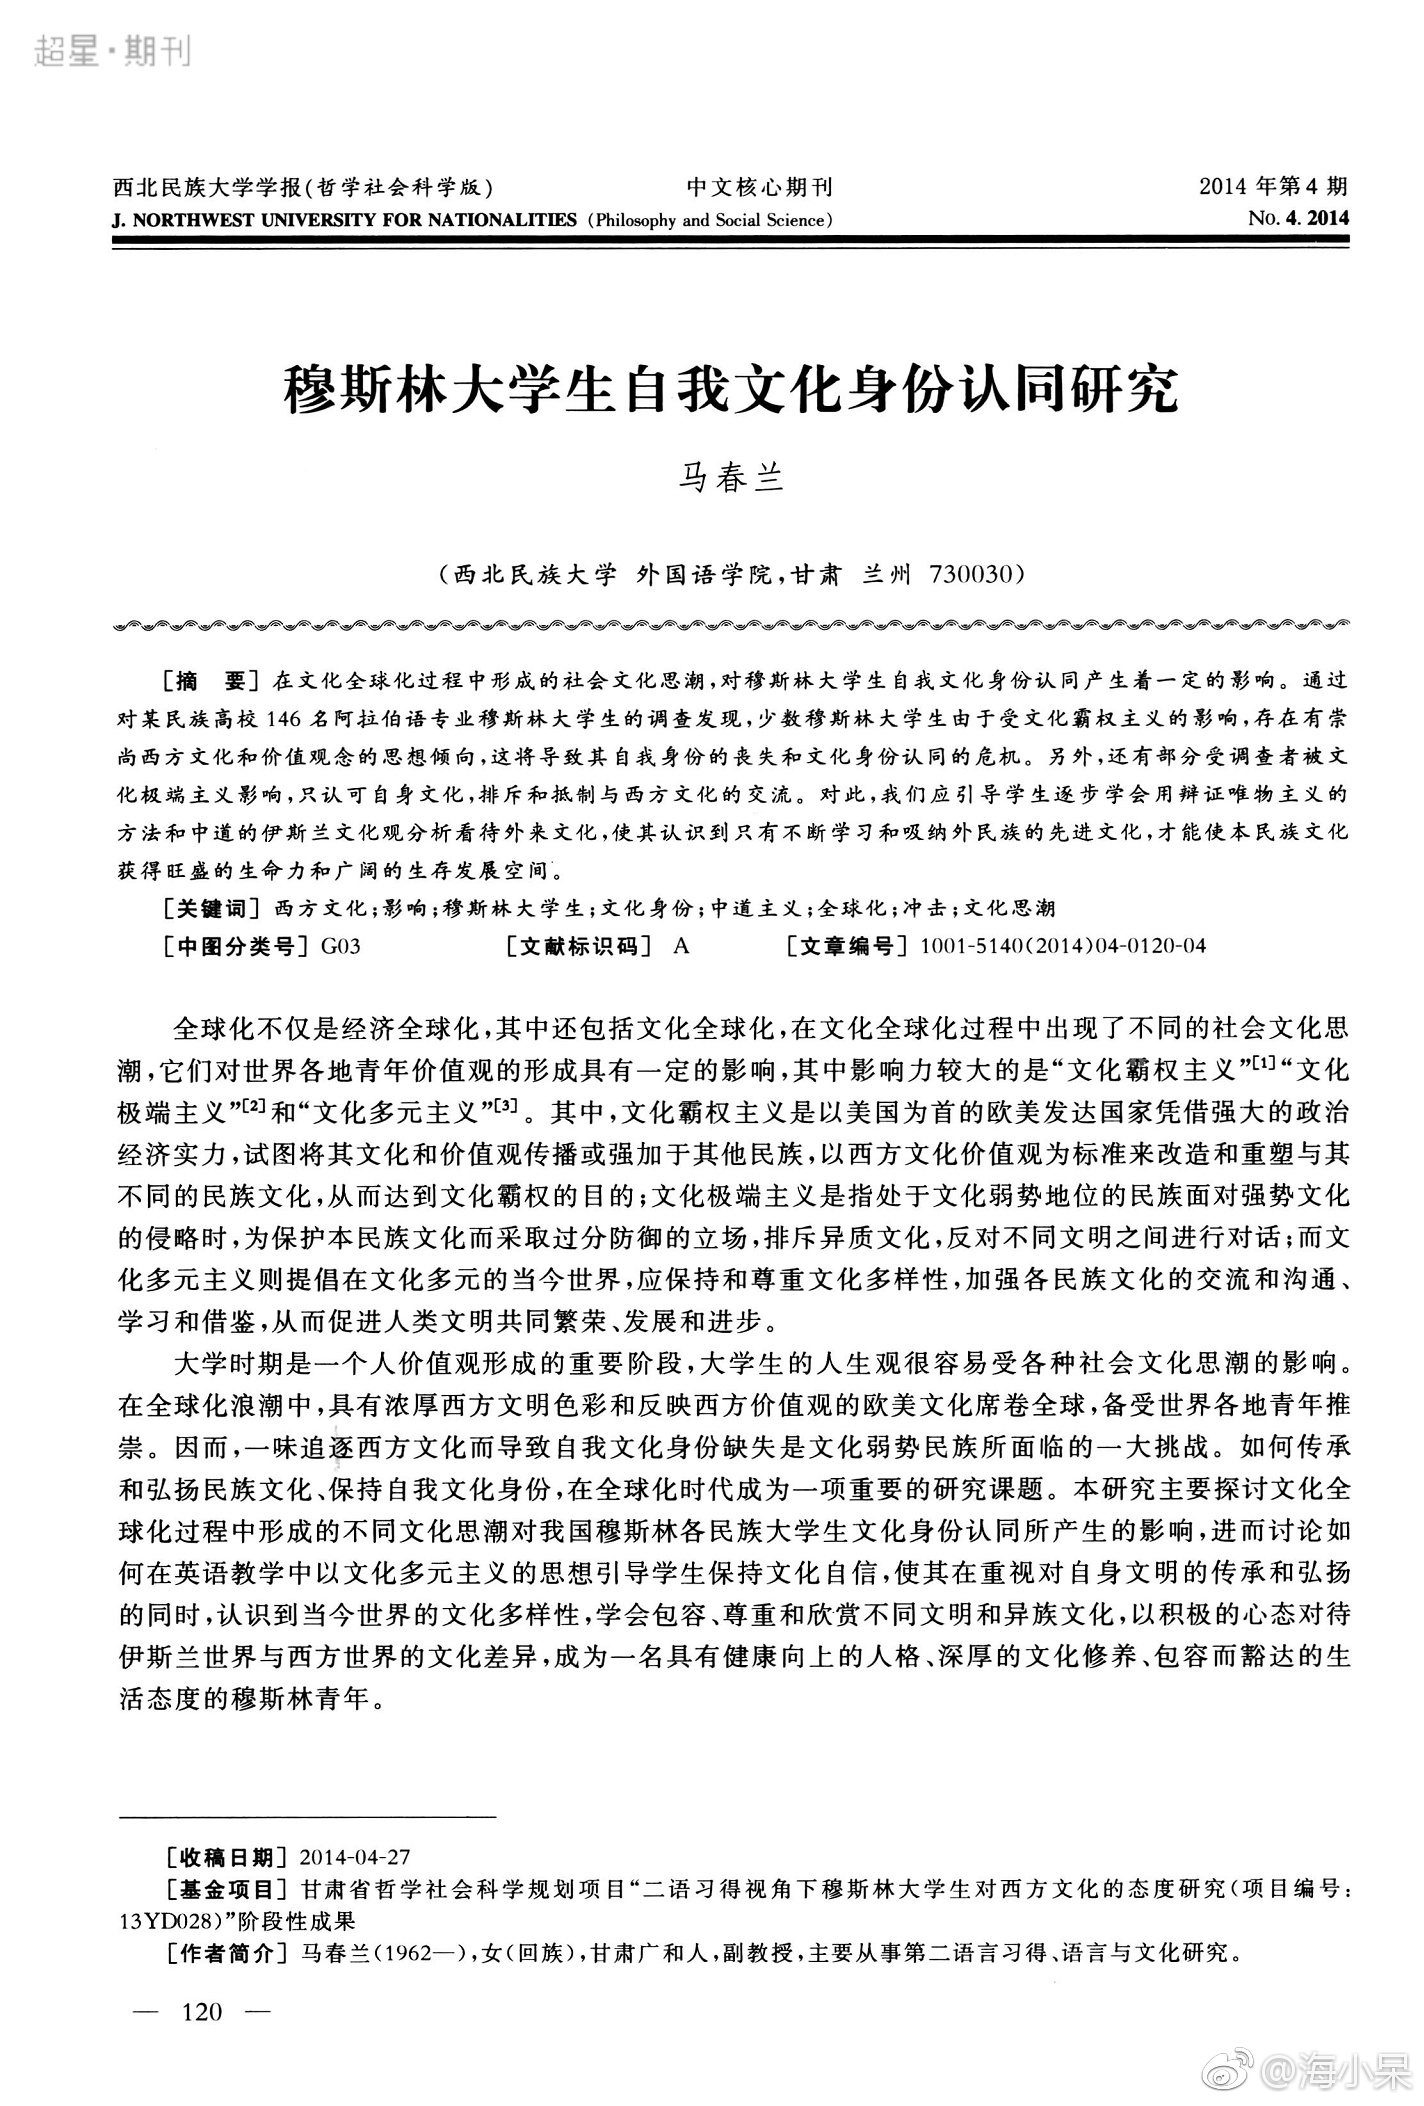 超星·期刊
西北民族大学学报(哲学社会科学版) 中文核心期刊 2014 年第 4 期
J. NORTHWEST UNIVERSITY FOR NATIONALITIES (Philosophy and Social Science) No. 4. 2014
穆斯林大学生自我文化身份认同研究
马春兰
(西北民族大学 外国语学院,甘肃 兰州 730030)
[摘 要] 在文化全球化过程中形成的社会文化思潮,对穆斯林大学生自我文化身份认同产生着一定的影响。通过
对某民族高校 146 名阿拉伯语专业穆斯林大学生的调查发现,少数穆斯林大学生由于受文化霸权主义的影响,存在有崇
尚西方文化和价值观念的思想倾向,这将导致其自我身份的丧失和文化身份认同的危机。另外,还有部分受调查者被文
化极端主义影响,只认可自身文化,排斥和抵制与西方文化的交流。对此,我们应引导学生逐步学会用辩证唯物主义的
方法和中道的伊斯兰文化观分析看待外来文化,使其认识到只有不断学习和吸纳外民族的先进文化,才能使本民族文化
获得旺盛的生命力和广阔的生存发展空间。
[关键词] 西方文化;影响;穆斯林大学生;文化身份;中道主义;全球化;冲击;文化思潮
[中图分类号] G03 [文献标识码] A [文章编号] 1001-5140(2014)04-0120-04
全球化不仅是经济全球化,其中还包括文化全球化,在文化全球化过程中出现了不同的社会文化思
潮,它们对世界各地青年价值观的形成具有一定的影响,其中影响力较大的是“文化霸权主义”[1]“文化
极端主义”[2]和“文化多元主义”[3]。其中,文化霸权主义是以美国为首的欧美发达国家凭借强大的政治
经济实力,试图将其文化和价值观传播或强加于其他民族,以西方文化价值观为标准来改造和重塑与其
不同的民族文化,从而达到文化霸权的目的;文化极端主义是指处于文化弱势地位的民族面对强势文化
的侵略时,为保护本民族文化而采取过分防御的立场,排斥异质文化,反对不同文明之间进行对话;而文
化多元主义则提倡在文化多元的当今世界,应保持和尊重文化多样性,加强各民族文化的交流和沟通、
学习和借鉴,从而促进人类文明共同繁荣、发展和进步。
大学时期是一个人价值观形成的重要阶段,大学生的人生观很容易受各种社会文化思潮的影响。
在全球化浪潮中,具有浓厚西方文明色彩和反映西方价值观的欧美文化席卷全球,备受世界各地青年推
崇。因而,一味追逐西方文化而导致自我文化身份缺失是文化弱势民族所面临的一大挑战。如何传承
和弘扬民族文化、保持自我文化身份,在全球化时代成为一项重要的研究课题。本研究主要探讨文化全
球化过程中形成的不同文化思潮对我国穆斯林各民族大学生文化身份认同所产生的影响,进而讨论如
何在英语教学中以文化多元主义的思想引导学生保持文化自信,使其在重视对自身文明的传承和弘扬
的同时,认识到当今世界的文化多样性,学会包容、尊重和欣赏不同文明和异族文化,以积极的心态对待
伊斯兰世界与西方世界的文化差异,成为一名具有健康向上的人格、深厚的文化修养、包容而豁达的生
活态度的穆斯林青年。
[收稿日期] 2014-04-27
[基金项目] 甘肃省哲学社会科学规划项目“二语习得视角下穆斯林大学生对西方文化的态度研究(项目编号:
13YD028)”阶段性成果
[作者简介] 马春兰(1962—),女(回族),甘肃广和人,副教授,主要从事第二语言习得、语言与文化研究。
— 120 —
@海小呆